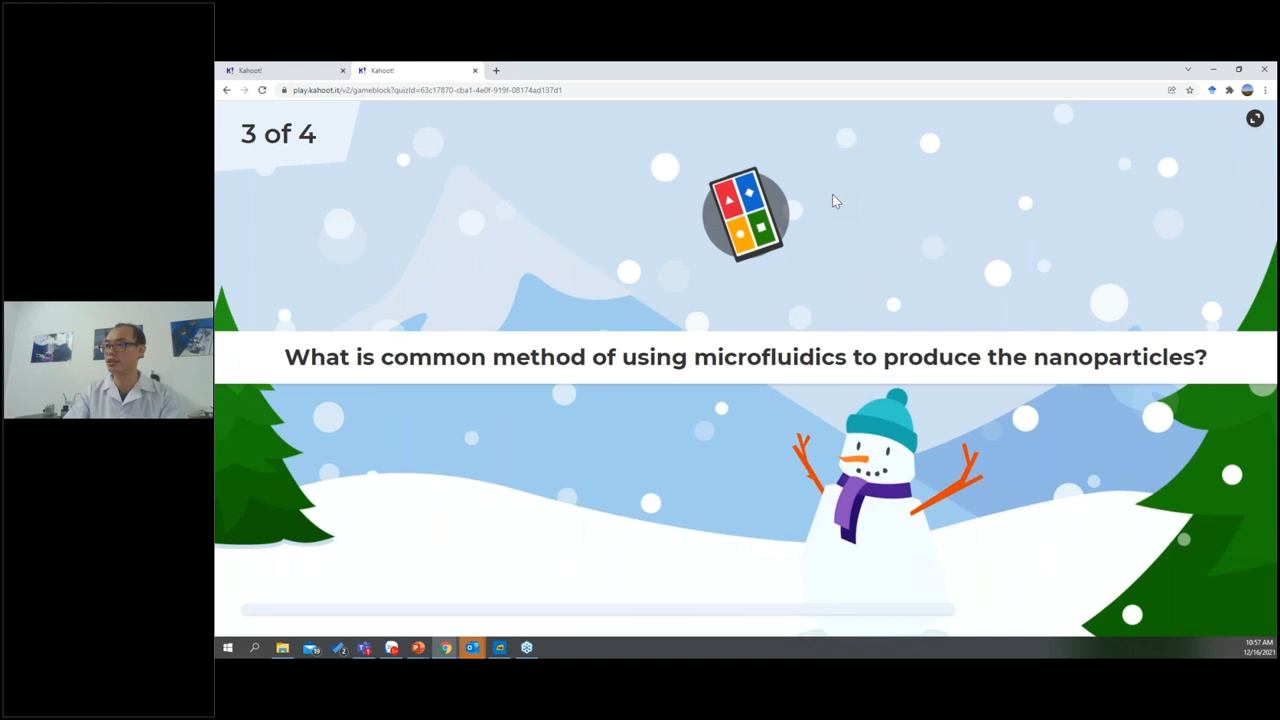 K! Kahoot!
K! Kahoot!
play.kahoot.it/v2/gameblock?quizId=63c17870-cba1-4e0f-919f-08174ad137d1
3 of 4
What is common method of using microfluidics to produce the nanoparticles?
10:57 AM
12/16/2021